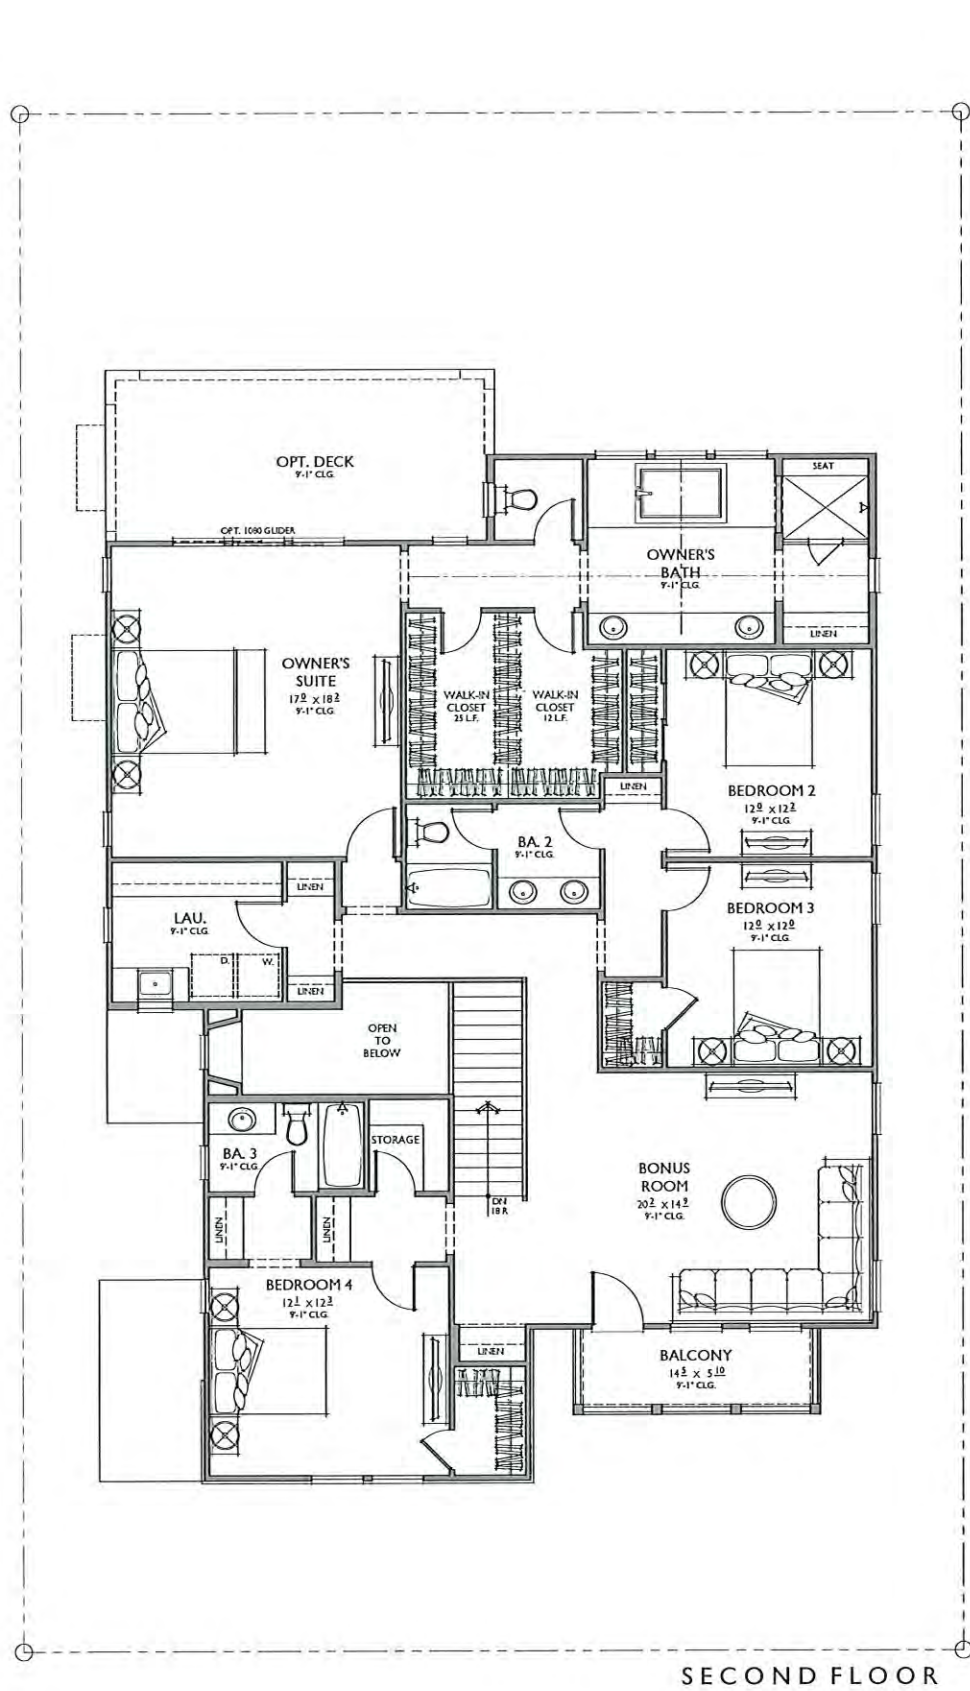 SEAT
OPT. DECK
9'-1" CLG.
OPT. 1080 GLIDER
OWNER'S
BATH
9'-1" CLG.
LINEN
OWNER'S
SUITE
17⁰ x 18²
9'-1" CLG.
WALK-IN
CLOSET
25 L.F.
WALK-IN
CLOSET
12 L.F.
LINEN
BEDROOM 2
12⁰ x 12²
9'-1" CLG.
BA. 2
9'-1" CLG.
LINEN
BEDROOM 3
12⁰ x 12⁰
9'-1" CLG.
LAU.
9'-1" CLG.
D.
W.
LINEN
OPEN
TO
BELOW
STORAGE
BA. 3
9'-1" CLG.
BONUS
ROOM
20² x 14⁹
9'-1" CLG.
DN
18 R
LINEN
LINEN
BEDROOM 4
12¹ x 12³
9'-1" CLG.
LINEN
BALCONY
14⁵ x 5¹⁰
9'-1" CLG.
SECOND FLOOR